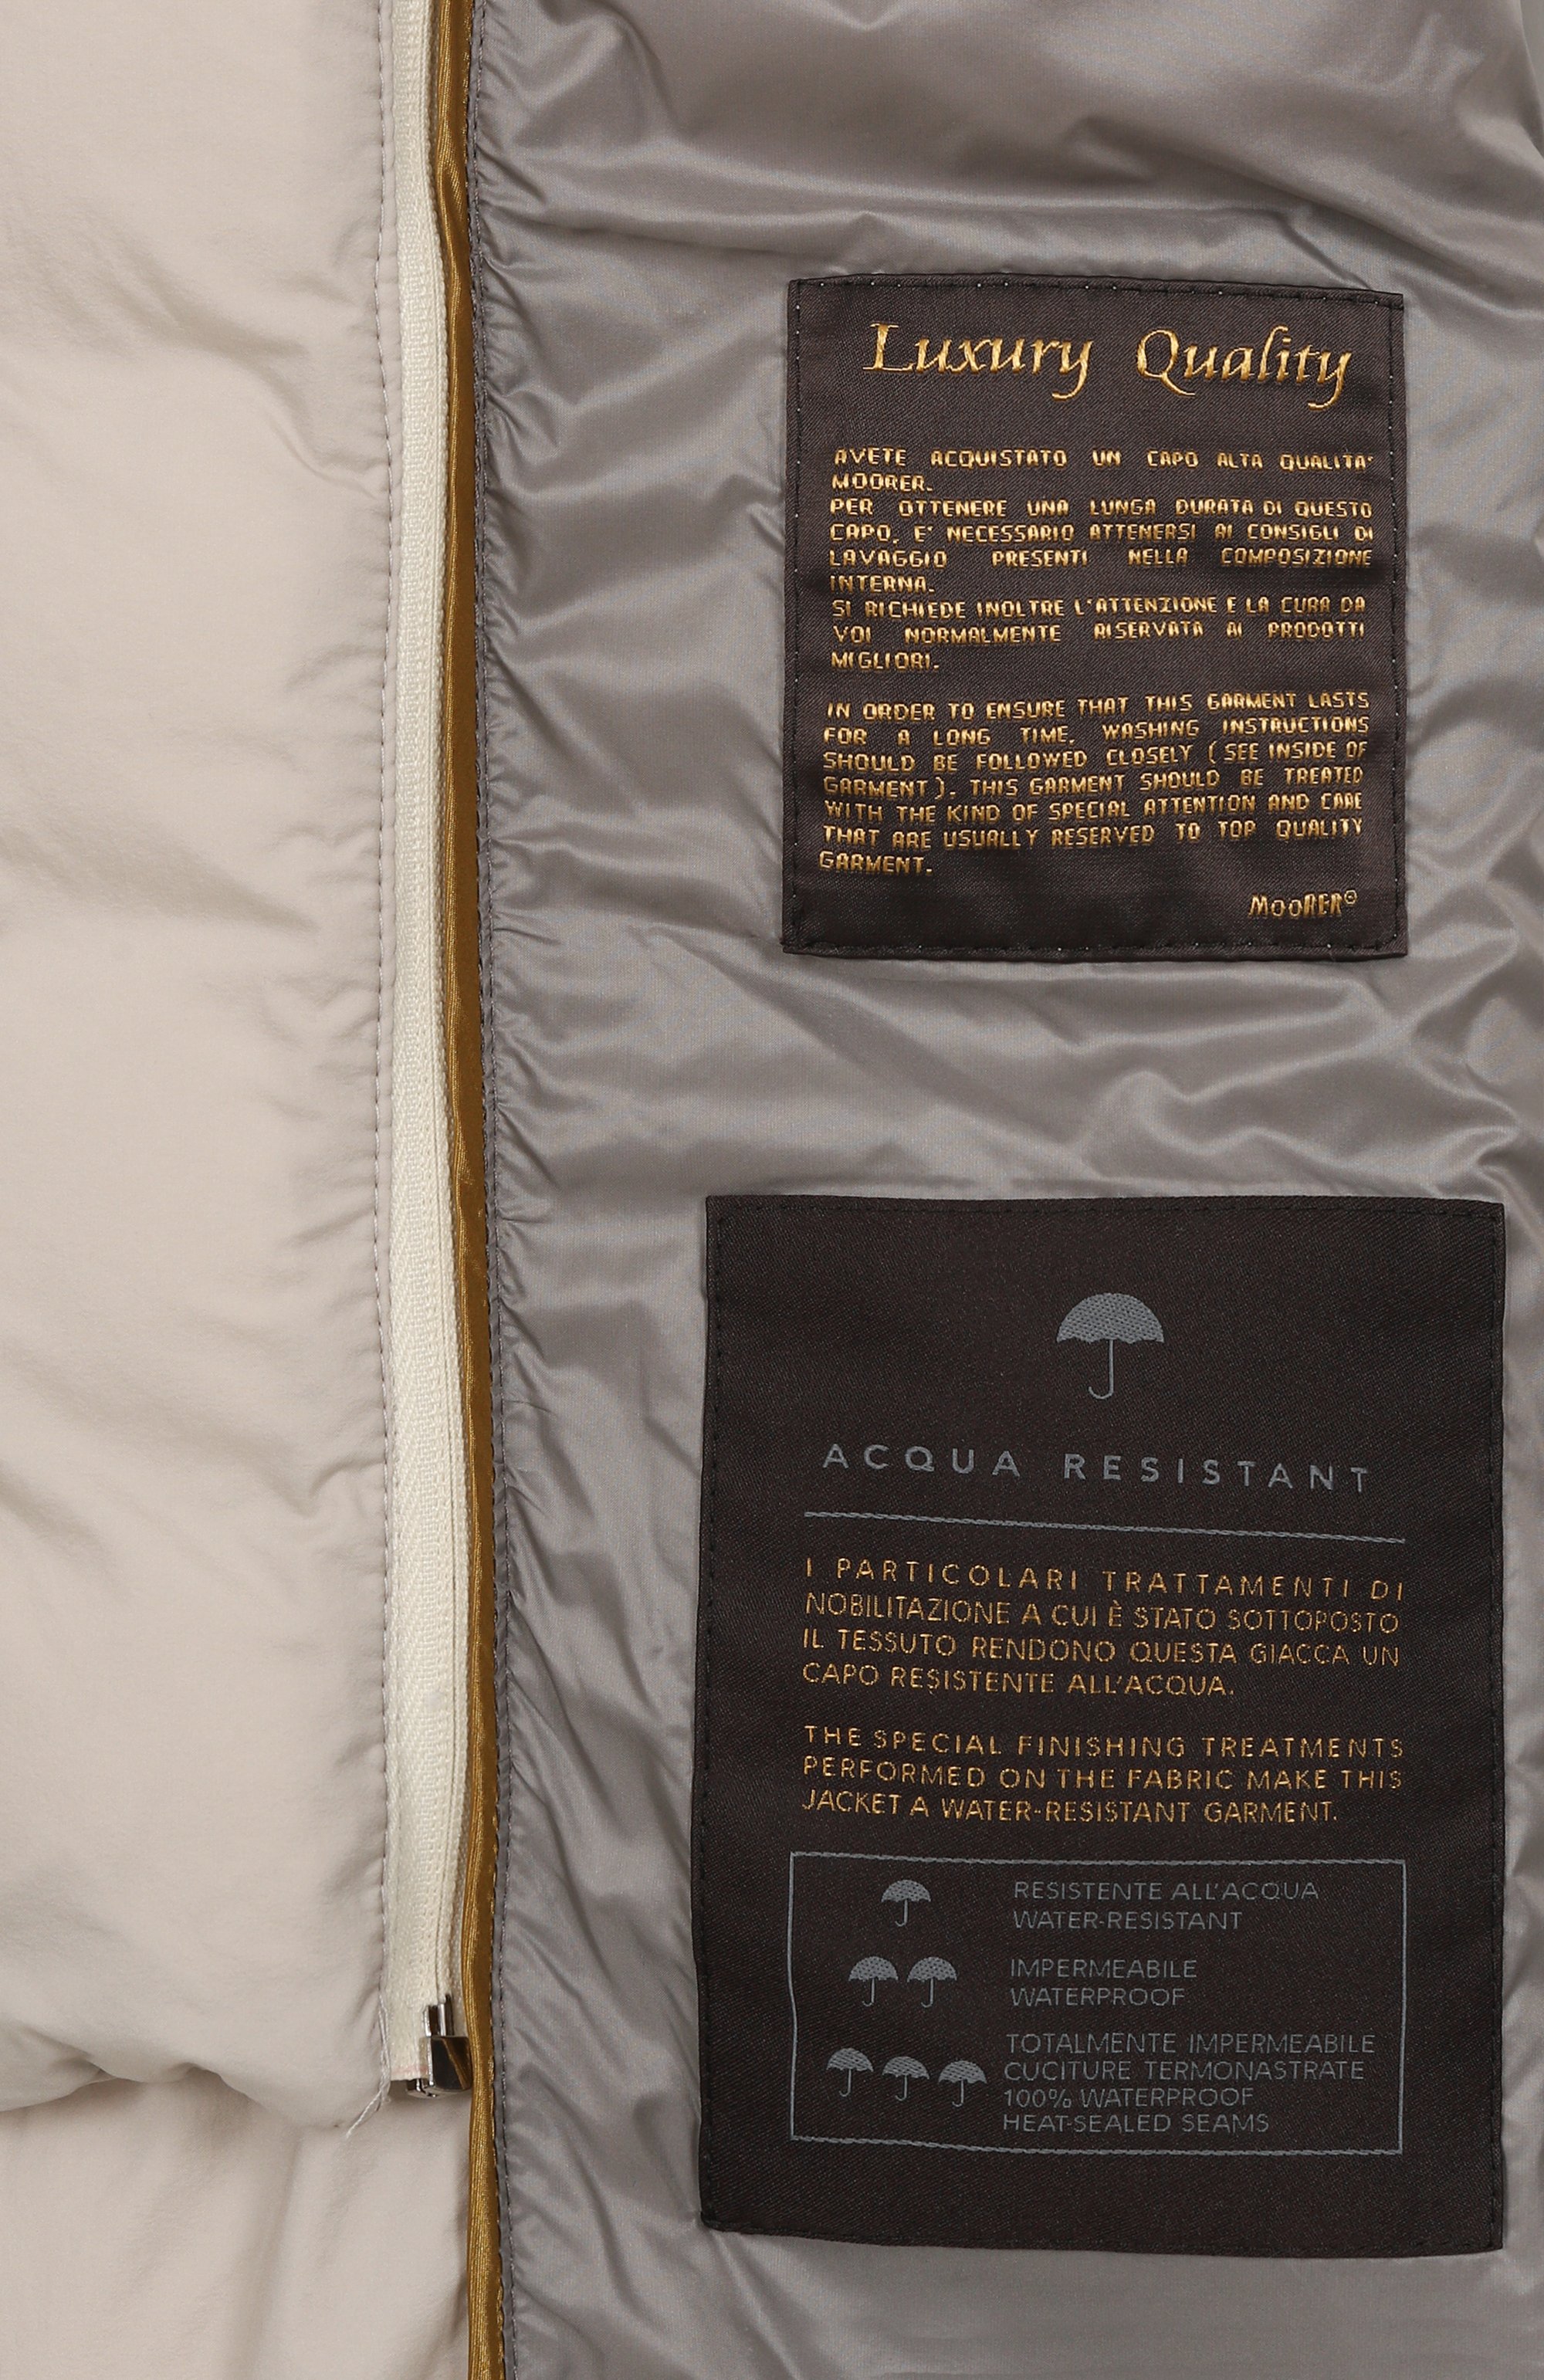 Luxury Quality
AVETE ACQUISTATO UN CAPO ALTA QUALITA'
MOORER.
PER OTTENERE UNA LUNGA DURATA DI QUESTO
CAPO, E' NECESSARIO ATTENERSI AI CONSIGLI DI
LAVAGGIO PRESENTI NELLA COMPOSIZIONE
INTERNA.
SI RICHIEDE INOLTRE L'ATTENZIONE E LA CURA DA
VOI NORMALMENTE RISERVATA AI PRODOTTI
MIGLIORI.
IN ORDER TO ENSURE THAT THIS GARMENT LASTS
FOR A LONG TIME, WASHING INSTRUCTIONS
SHOULD BE FOLLOWED CLOSELY (SEE INSIDE OF
GARMENT). THIS GARMENT SHOULD BE TREATED
WITH THE KIND OF SPECIAL ATTENTION AND CARE
THAT ARE USUALLY RESERVED TO TOP QUALITY
GARMENT.
MOORER®
ACQUA RESISTANT
I PARTICOLARI TRATTAMENTI DI
NOBILITAZIONE A CUI È STATO SOTTOPOSTO
IL TESSUTO RENDONO QUESTA GIACCA UN
CAPO RESISTENTE ALL'ACQUA.
THE SPECIAL FINISHING TREATMENTS
PERFORMED ON THE FABRIC MAKE THIS
JACKET A WATER-RESISTANT GARMENT.
RESISTENTE ALL'ACQUA
WATER-RESISTANT
IMPERMEABILE
WATERPROOF
TOTALMENTE IMPERMEABILE
CUCITURE TERMONASTRATE
100% WATERPROOF
HEAT-SEALED SEAMS